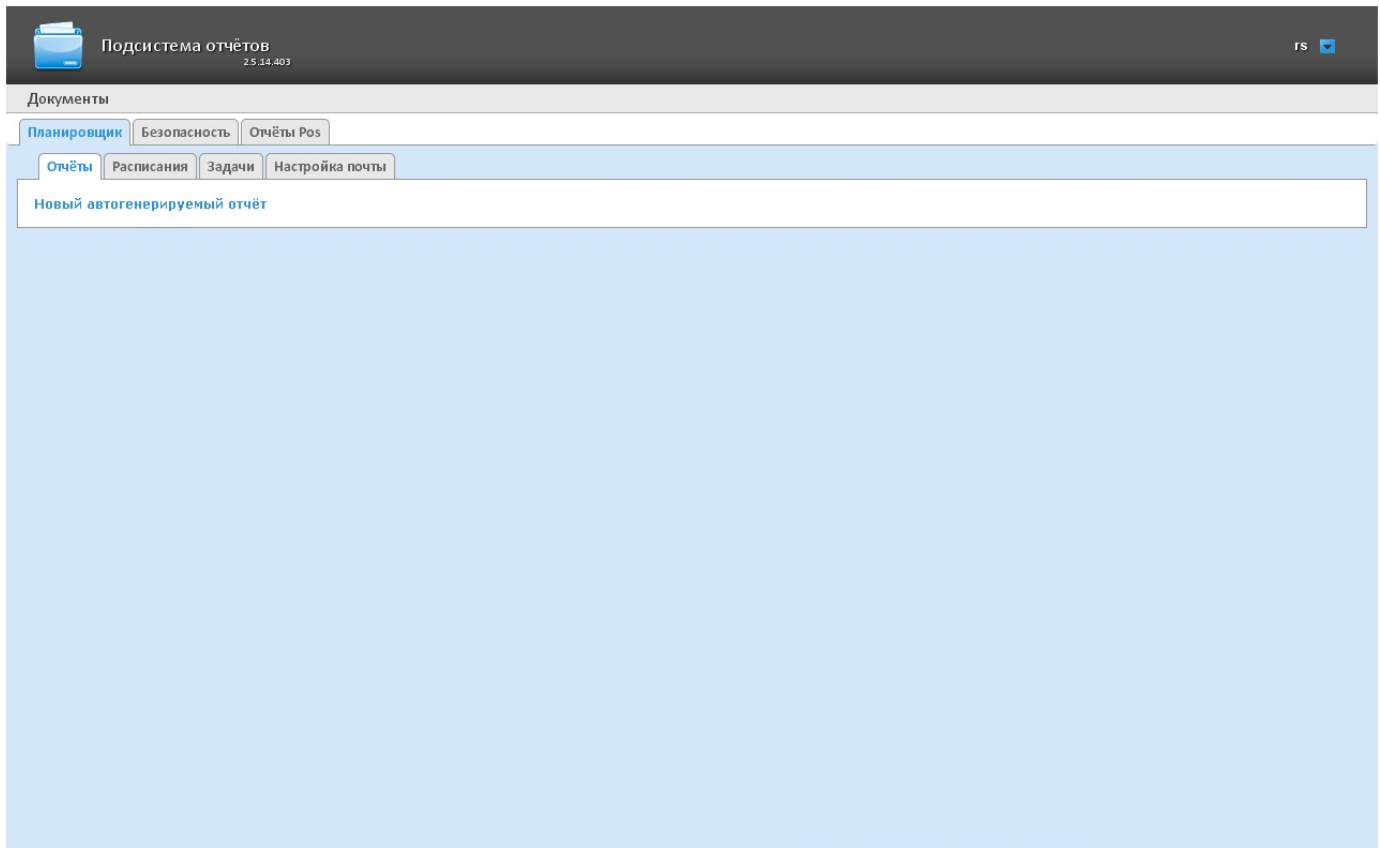 Подсистема отчётов
2.5.14.403
rs
Документы
Планировщик Безопасность Отчёты Pos
Отчёты Расписания Задачи Настройка почты
Новый автогенерируемый отчёт